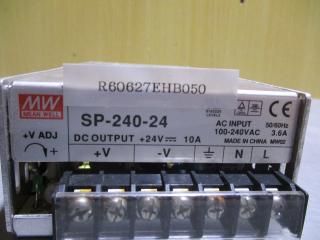 R60627EHB050
MW
MEAN WELL
SP-240-24
AC INPUT
50/60Hz
100-240VAC
3.6A
+V ADJ
DC OUTPUT +24V 10A
MADE IN CHINA MW02
+V -V N L